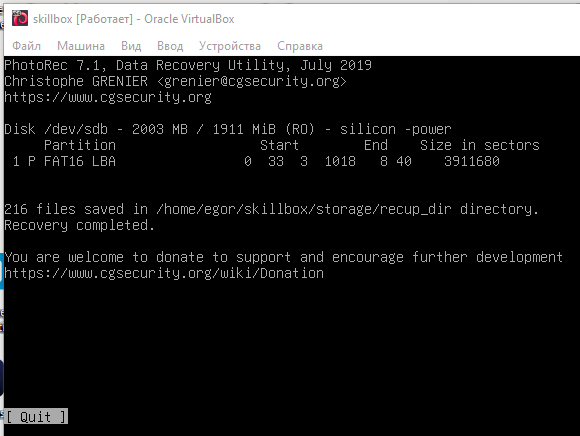 skillbox [Работает] - Oracle VirtualBox
Файл Машина Вид Ввод Устройства Справка
PhotoRec 7.1, Data Recovery Utility, July 2019
Christophe GRENIER <grenier@cgsecurity.org>
https://www.cgsecurity.org
Disk /dev/sdb - 2003 MB / 1911 MiB (RO) - silicon -power
Partition Start End Size in sectors
1 P FAT16 LBA 0 33 3 1018 8 40 3911680
216 files saved in /home/egor/skillbox/storage/recup_dir directory.
Recovery completed.
You are welcome to donate to support and encourage further development
https://www.cgsecurity.org/wiki/Donation
[ Quit ]